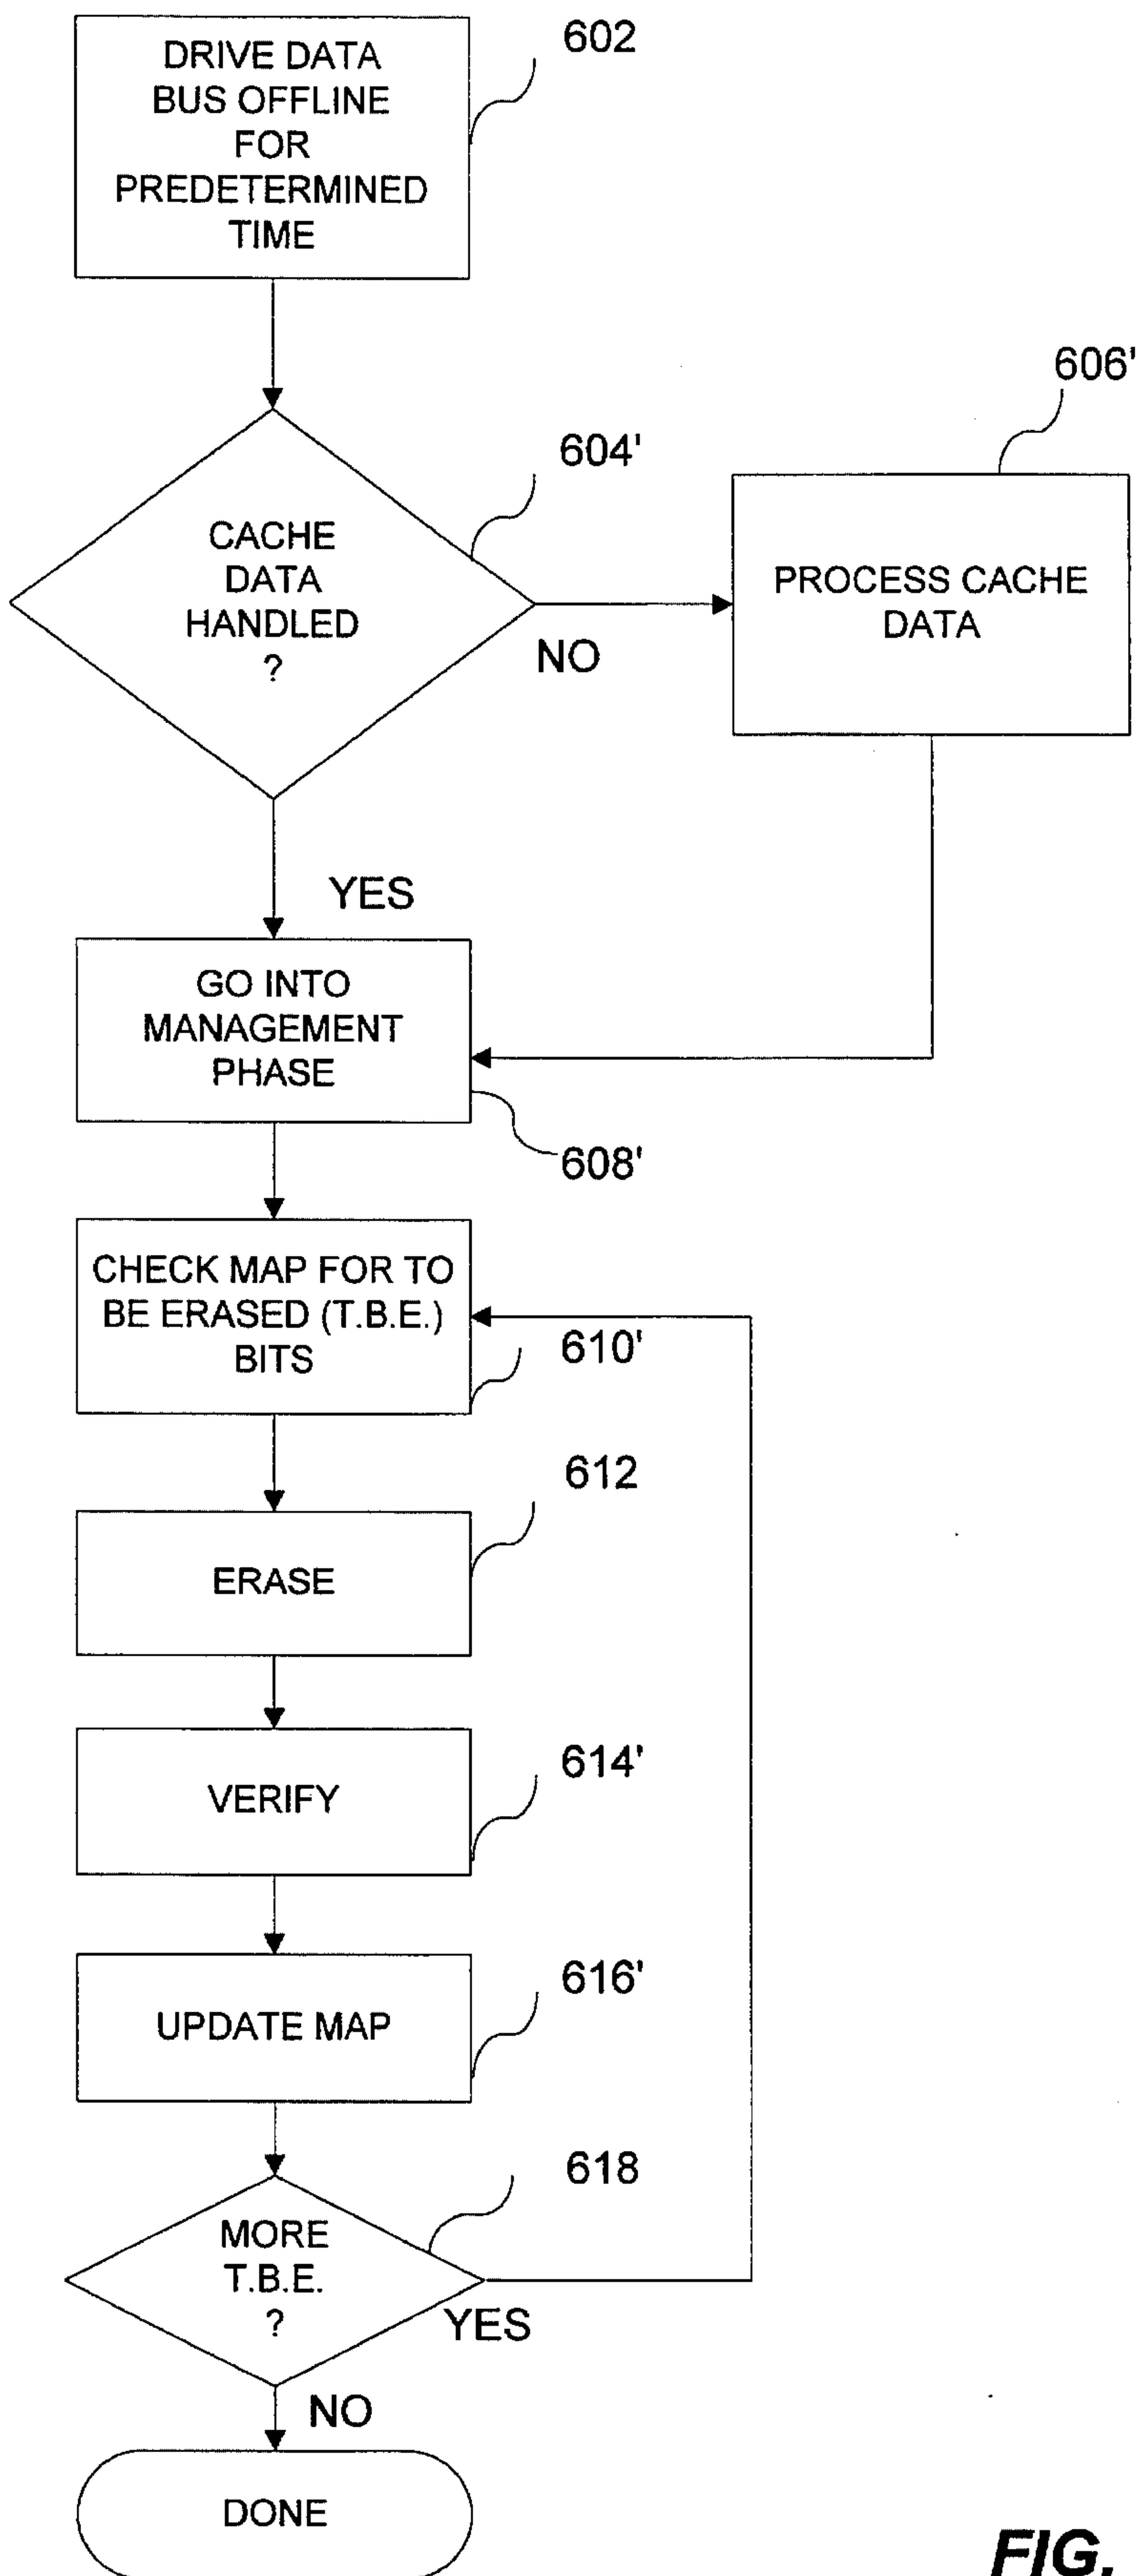 DRIVE DATA
BUS OFFLINE
FOR
PREDETERMINED
TIME
602
CACHE
DATA
HANDLED
?
604'
NO
PROCESS CACHE
DATA
606'
YES
GO INTO
MANAGEMENT
PHASE
608'
CHECK MAP FOR TO
BE ERASED (T.B.E.)
BITS
610'
ERASE
612
VERIFY
614'
UPDATE MAP
616'
MORE
T.B.E.
?
618
YES
NO
DONE
FIG.